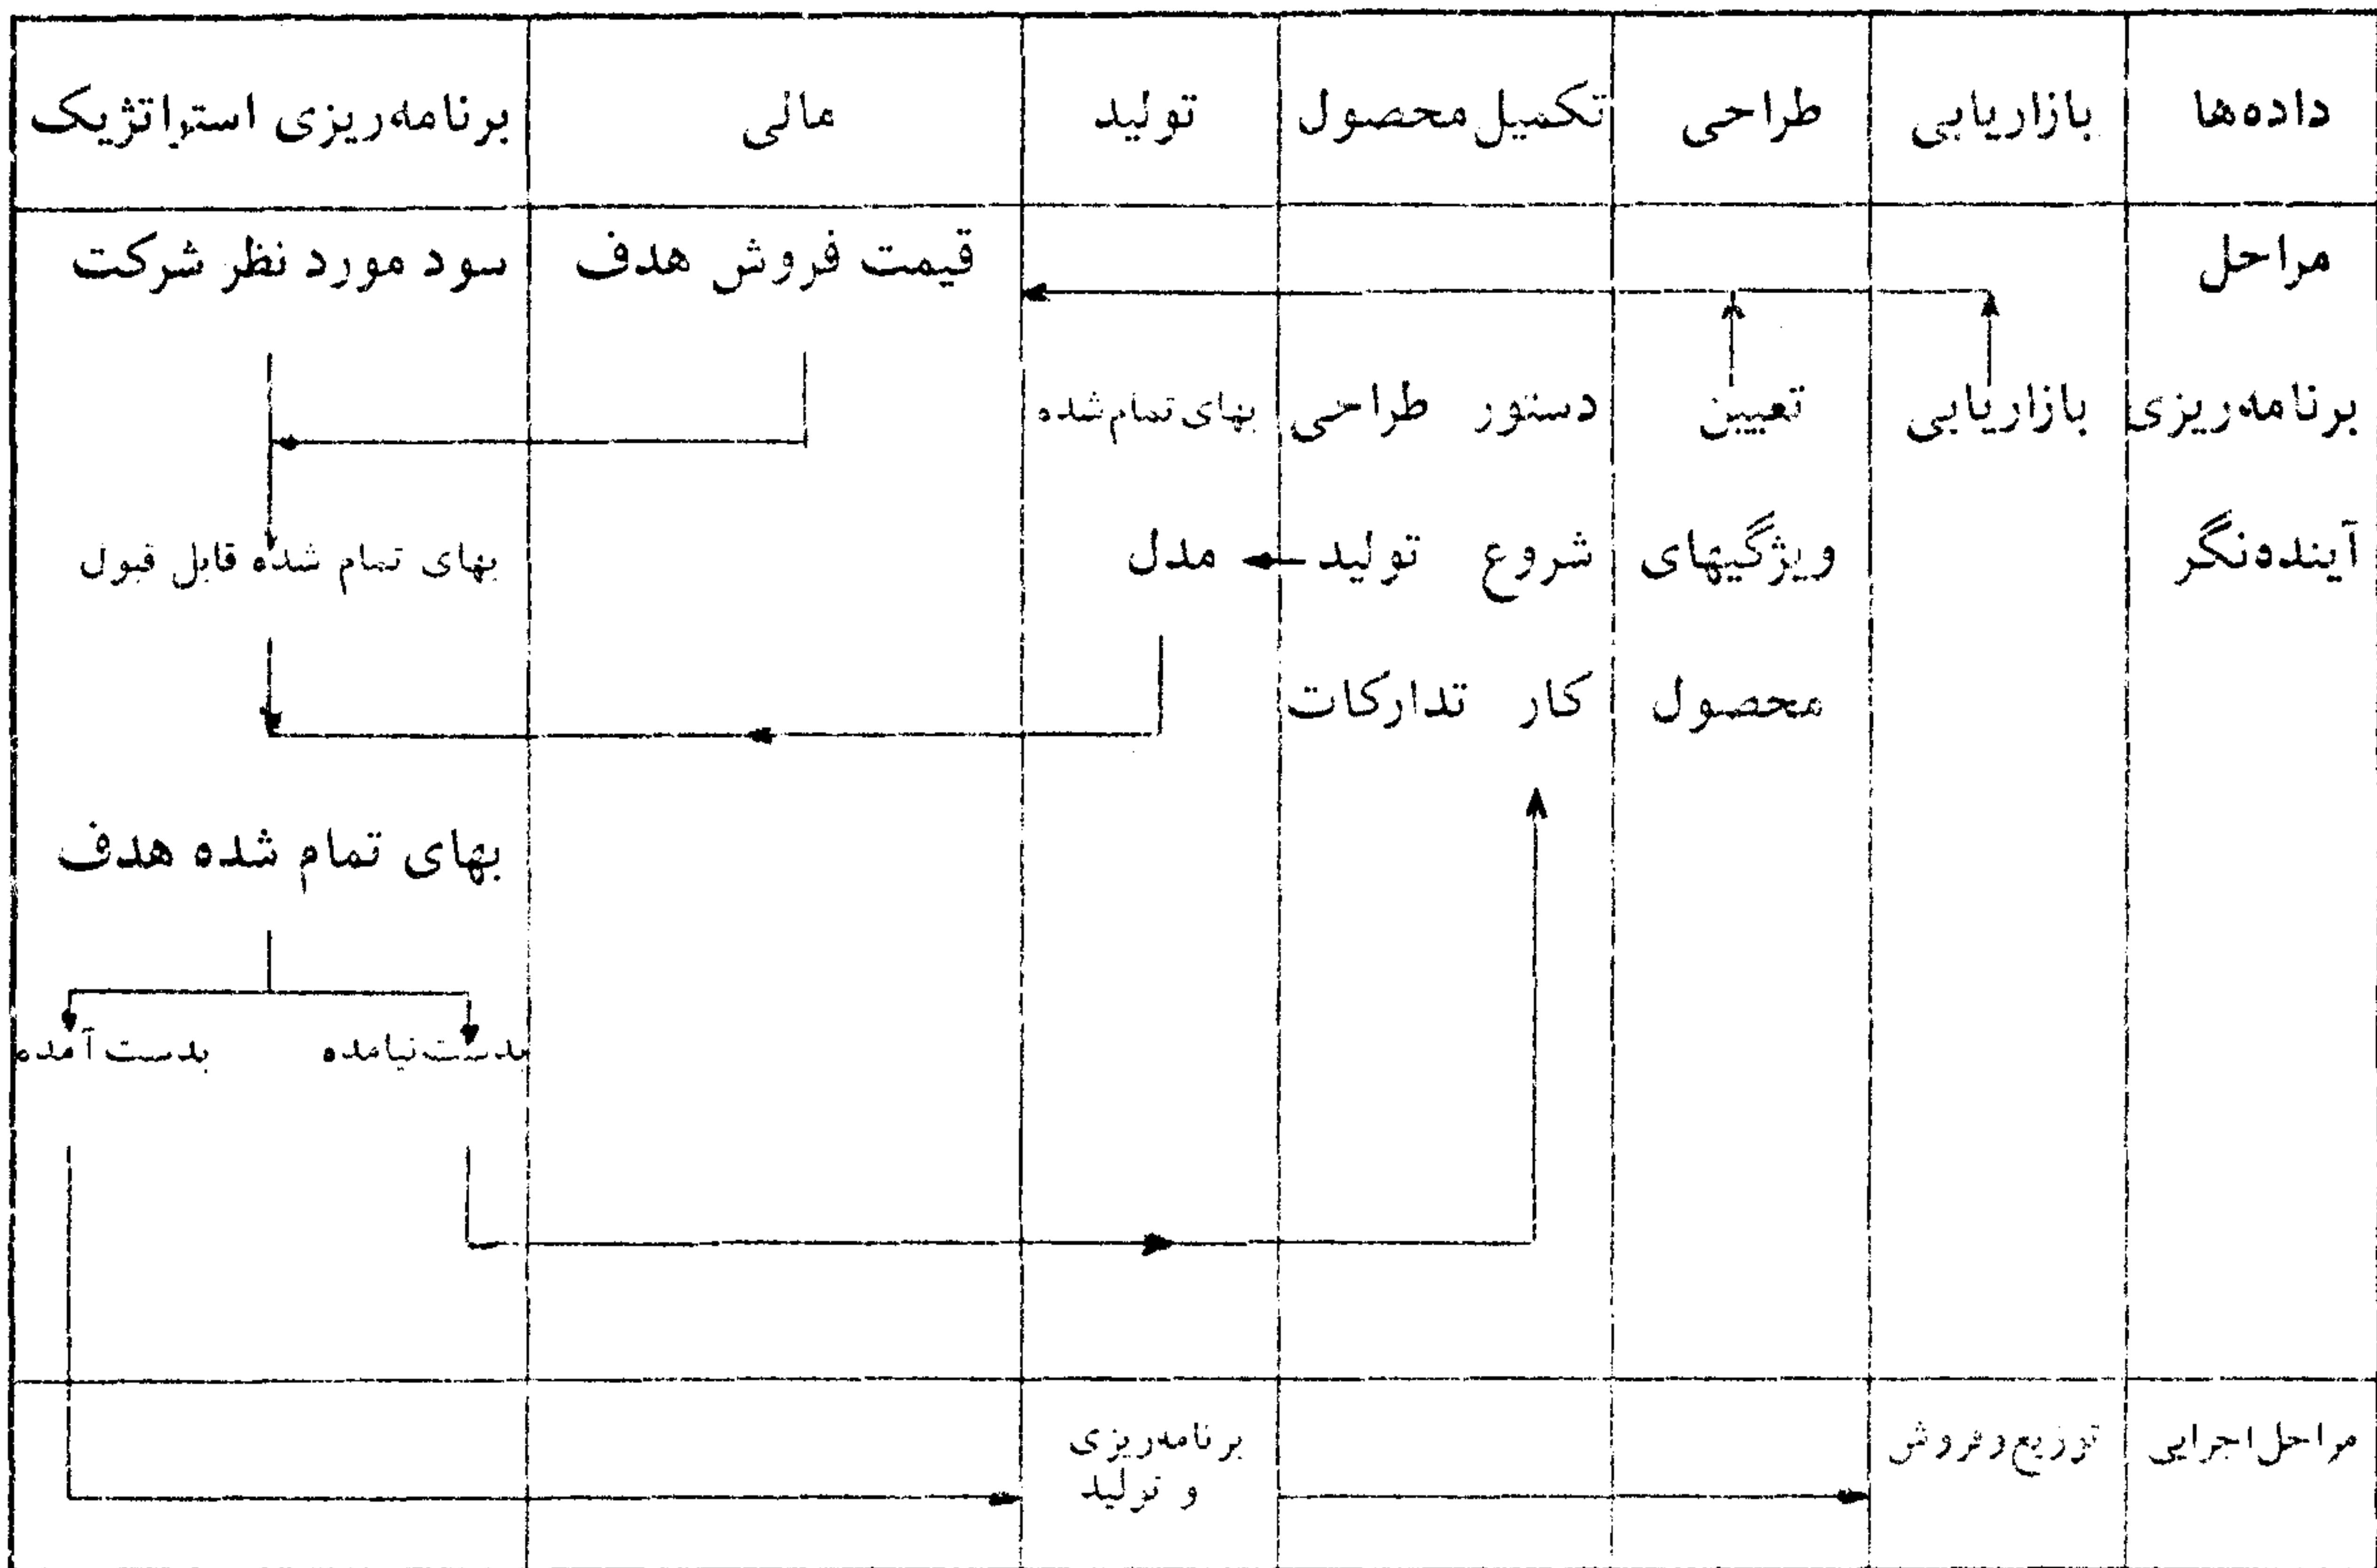 داده‌ها بازاریابی طراحی تکمیل محصول تولید مالی برنامه‌ریزی استراتژیک
مراحل قیمت فروش هدف سود مورد نظر شرکت
برنامه‌ریزی بازاریابی تعیین دستور طراحی بهای تمام‌شده
آینده‌نگر ویژگیهای شروع تولید مدل بهای تمام شده قابل قبول
محصول کار تدارکات
بهای تمام شده هدف
بدست نیامده بدست آمده
مراحل اجرایی توزیع وفروش برنامه‌ریزی
و تولید